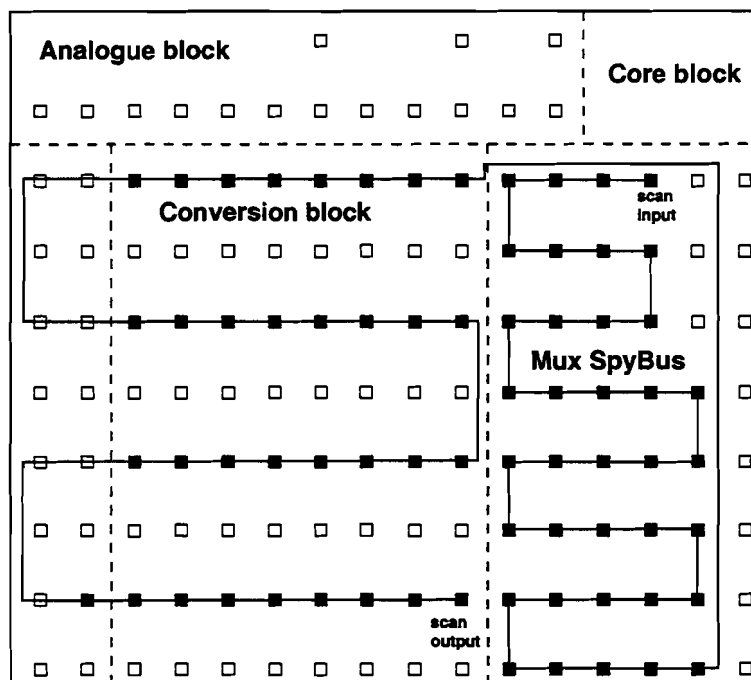 Analogue block
Core block
Conversion block
scan
input
Mux SpyBus
scan
output